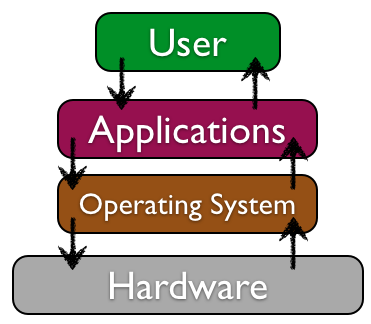 User
Applications
Operating System
Hardware